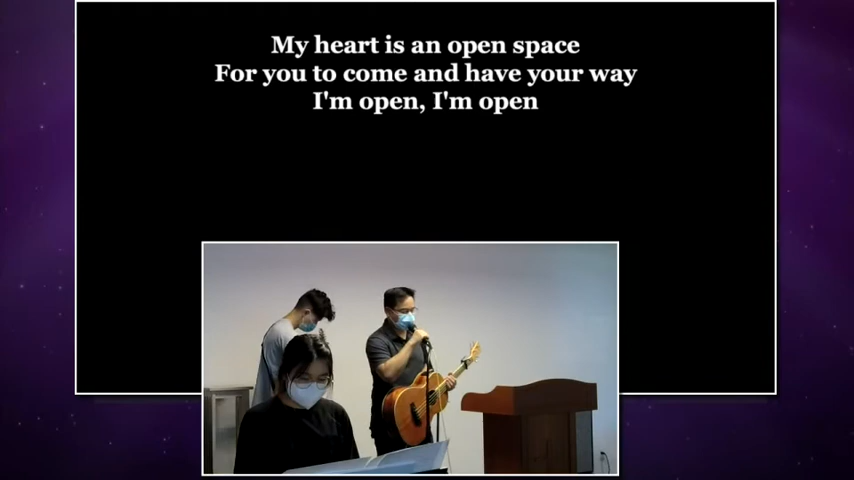 My heart is an open space
For you to come and have your way
I'm open, I'm open